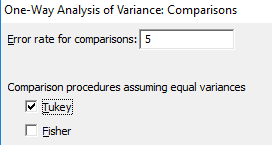 One-Way Analysis of Variance: Comparisons
Error rate for comparisons: 5
Comparison procedures assuming equal variances
Tukey
Fisher